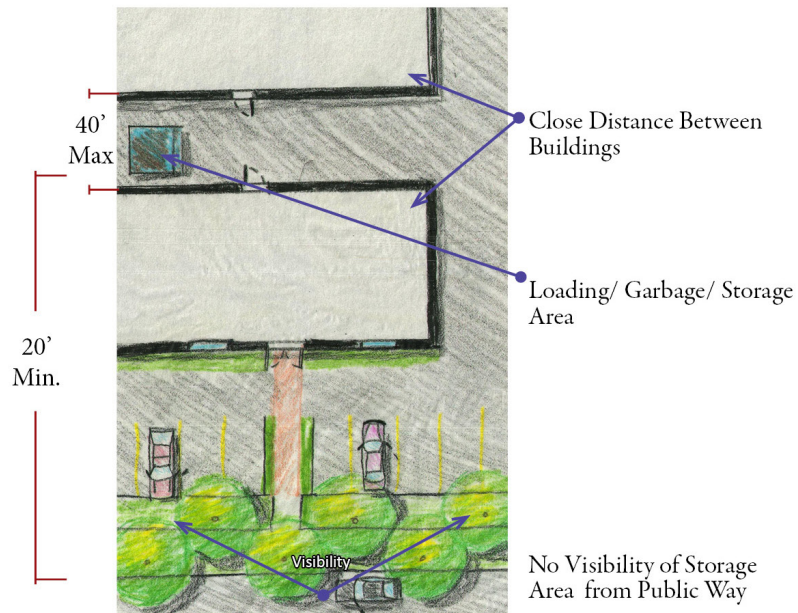 40’
Max
Close Distance Between
Buildings
Loading/ Garbage/ Storage
Area
20’
Min.
Visibility
No Visibility of Storage
Area from Public Way